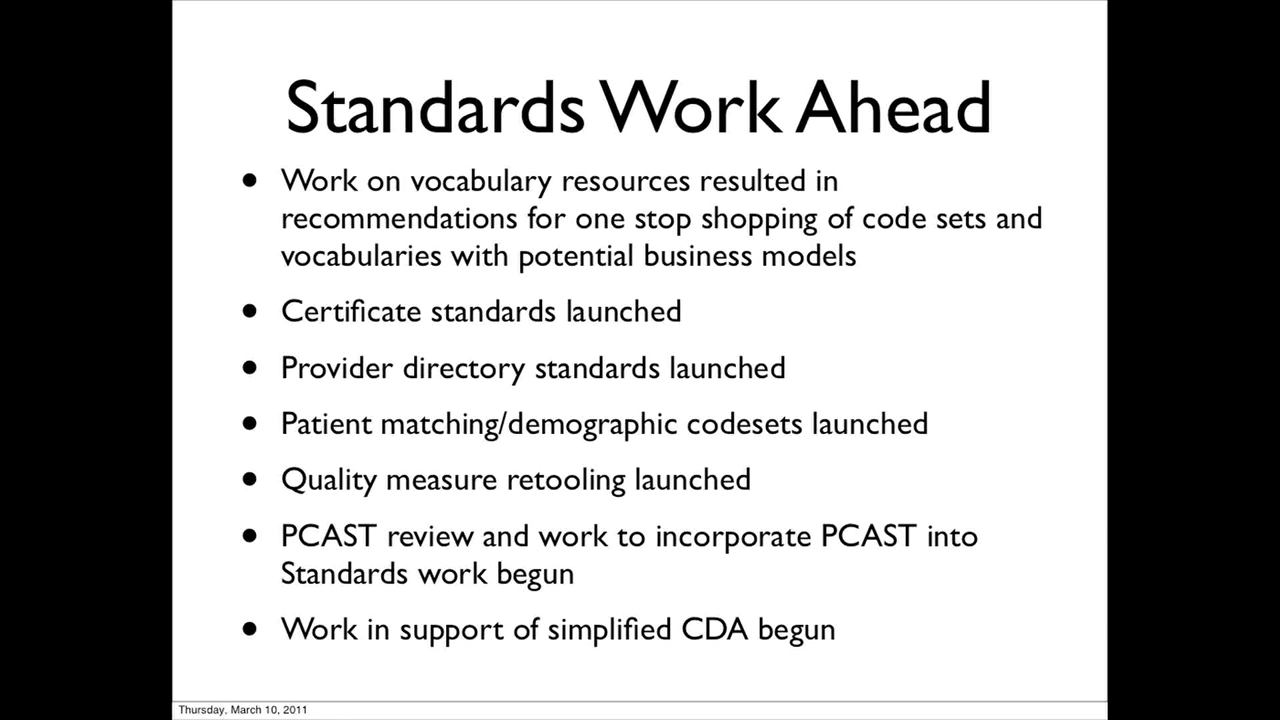 Standards Work Ahead
• Work on vocabulary resources resulted in
recommendations for one stop shopping of code sets and
vocabularies with potential business models
• Certificate standards launched
• Provider directory standards launched
• Patient matching/demographic codesets launched
• Quality measure retooling launched
• PCAST review and work to incorporate PCAST into
Standards work begun
• Work in support of simplified CDA begun
Thursday, March 10, 2011